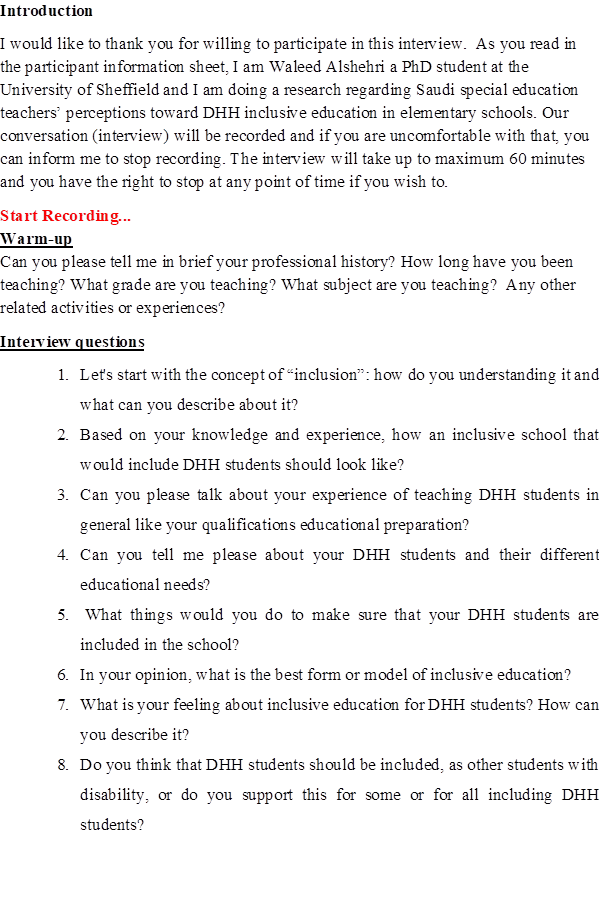 Introduction
I would like to thank you for willing to participate in this interview.  As you read in
the participant information sheet, I am Waleed Alshehri a PhD student at the
University of Sheffield and I am doing a research regarding Saudi special education
teachers' perceptions toward DHH inclusive education in elementary schools. Our
conversation (interview) will be recorded and if you are uncomfortable with that, you
can inform me to stop recording. The interview will take up to maximum 60 minutes
and you have the right to stop at any point of time if you wish to.
Start Recording...
Warm-up
Can you please tell me in brief your professional history? How long have you been
teaching? What grade are you teaching? What subject are you teaching?  Any other
related activities or experiences?
Interview questions
1. Let's start with the concept of “inclusion”: how do you understanding it and
what can you describe about it?
2. Based on your knowledge and experience, how an inclusive school that
would include DHH students should look like?
3. Can you please talk about your experience of teaching DHH students in
general like your qualifications educational preparation?
4. Can you tell me please about your DHH students and their different
educational needs?
5. What things would you do to make sure that your DHH students are
included in the school?
6. In your opinion, what is the best form or model of inclusive education?
7. What is your feeling about inclusive education for DHH students? How can
you describe it?
8. Do you think that DHH students should be included, as other students with
disability, or do you support this for some or for all including DHH
students?